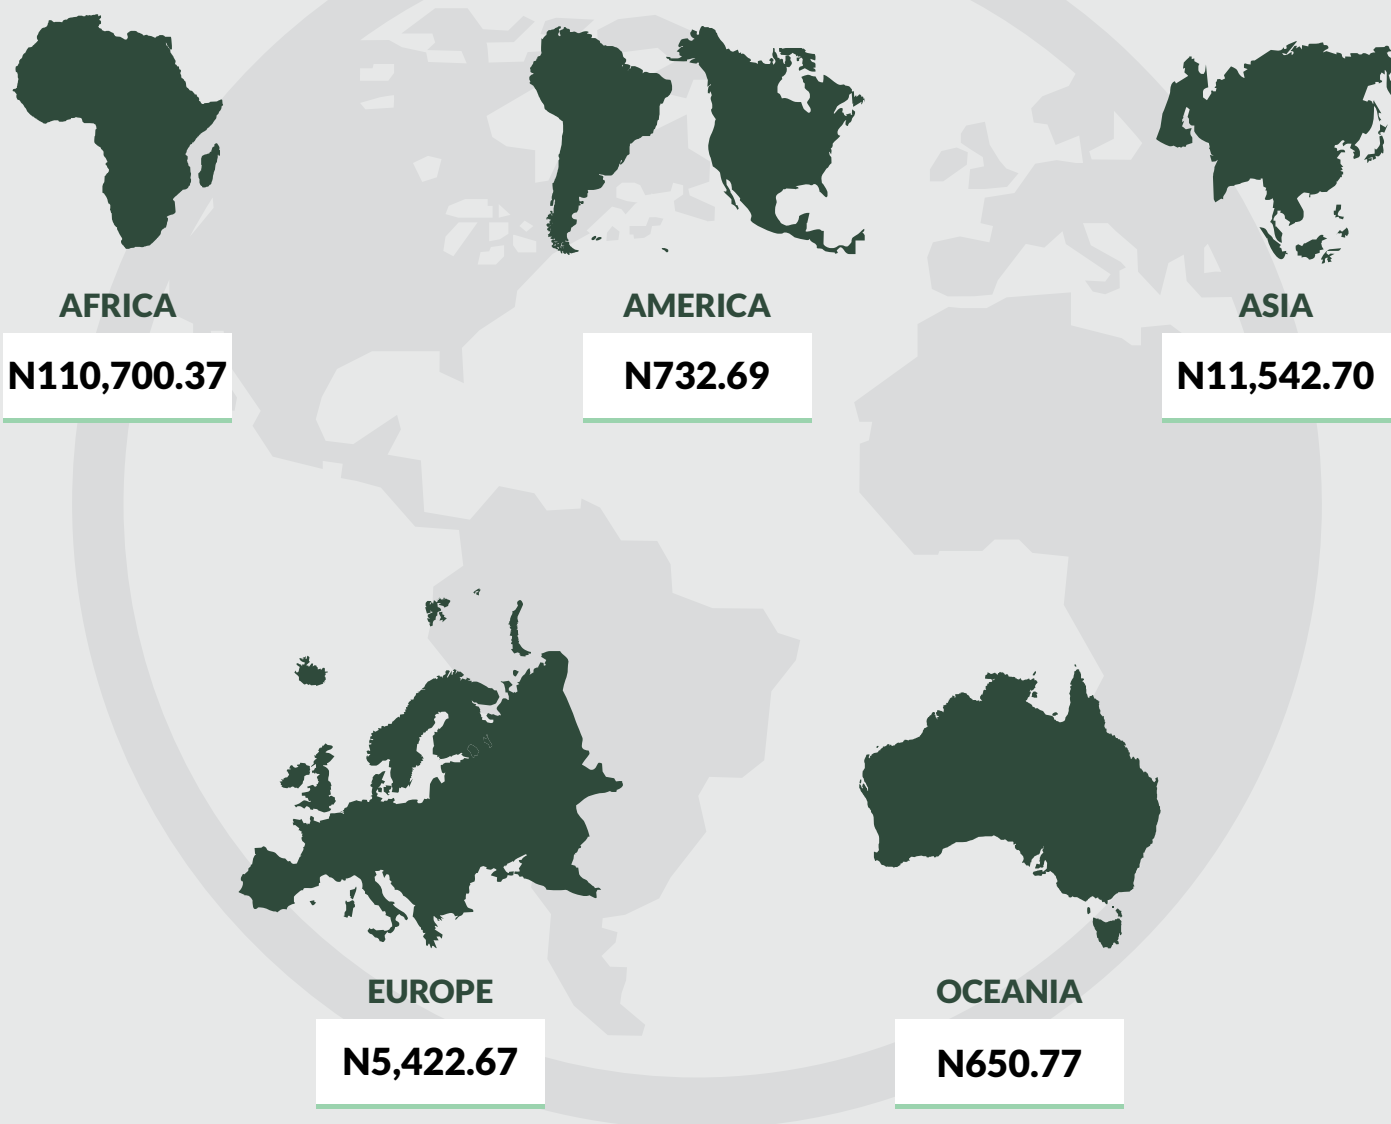 AFRICA
N110,700.37
AMERICA
N732.69
ASIA
N11,542.70
EUROPE
N5,422.67
OCEANIA
N650.77